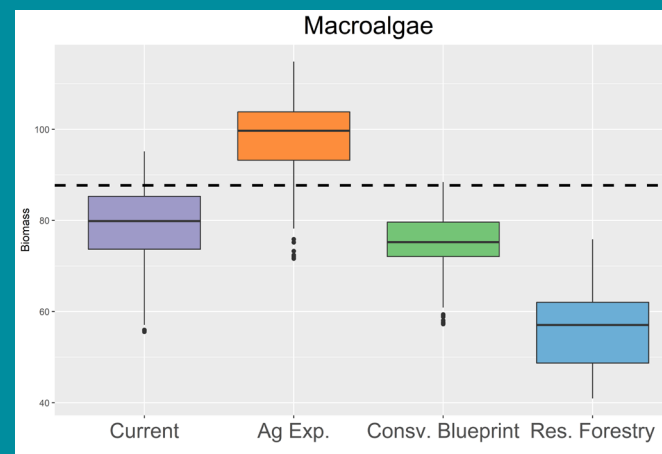 Macroalgae
100
80
60
40
Biomass
Current Ag Exp. Consv. Blueprint Res. Forestry